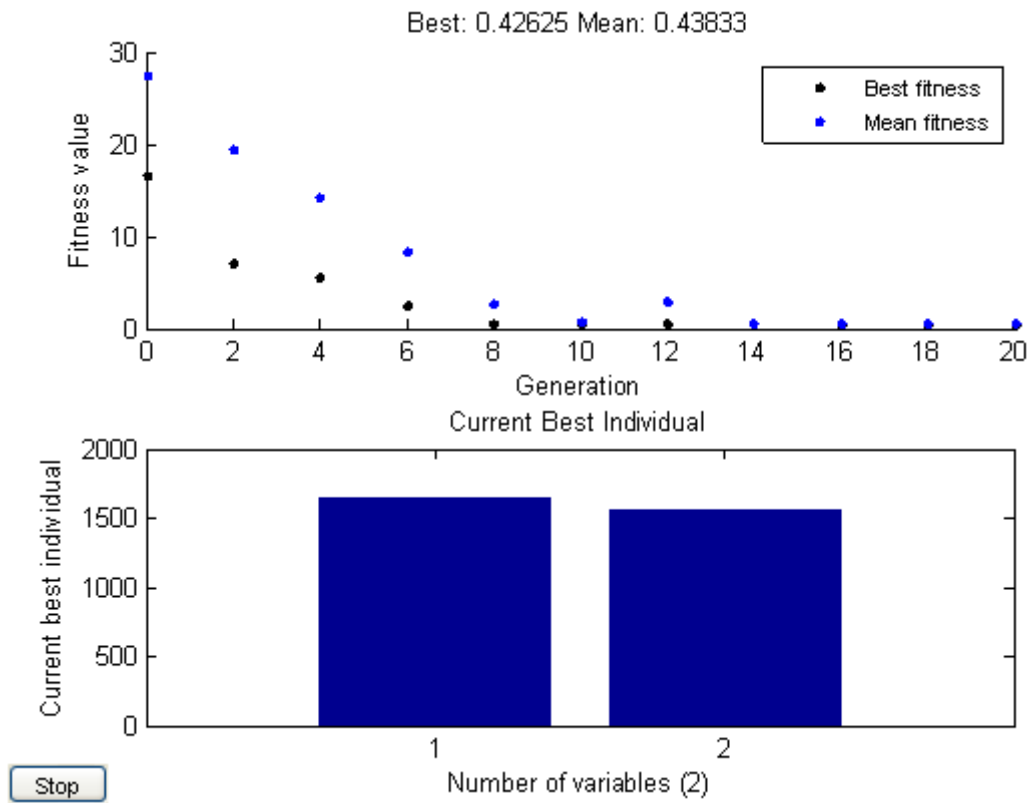 Best: 0.42625 Mean: 0.43833
30
20
10
0
Fitness value
Best fitness
Mean fitness
0 2 4 6 8 10 12 14 16 18 20
Generation
Current Best Individual
2000
1500
1000
500
0
Current best individual
1 2
Number of variables (2)
Stop